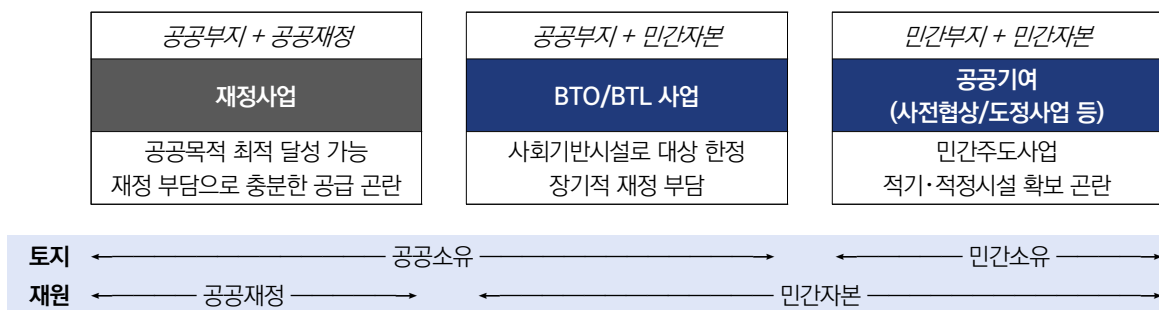 공공부지 + 공공재정
재정사업
공공목적 최적 달성 가능
재정 부담으로 충분한 공급 곤란
공공부지 + 민간자본
BTO/BTL 사업
사회기반시설로 대상 한정
장기적 재정 부담
민간부지 + 민간자본
공공기여
(사전협상/도정사업 등)
민간주도사업
적기·적정시설 확보 곤란
토지 공공소유 민간소유
재원 공공재정 민간자본